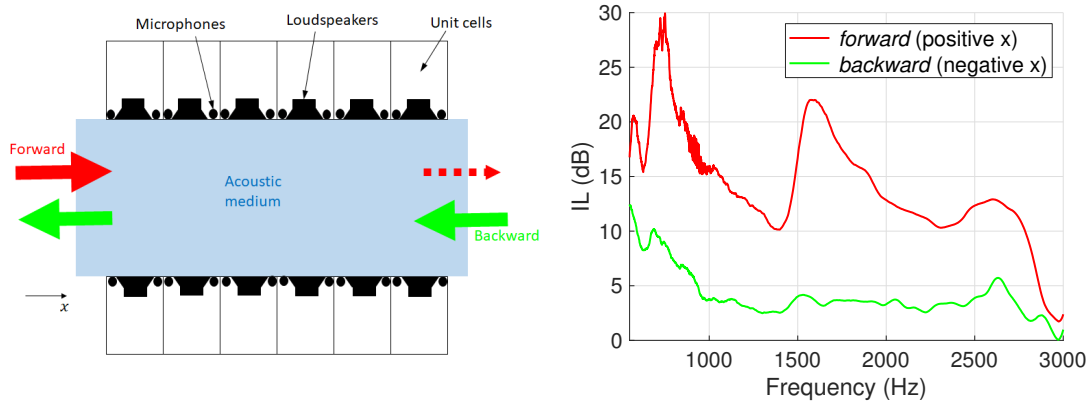 Microphones
Loudspeakers
Unit cells
Forward
Acoustic
medium
Backward
x
forward (positive x)
backward (negative x)
IL (dB)
30
25
20
15
10
5
0
1000
1500
2000
2500
3000
Frequency (Hz)